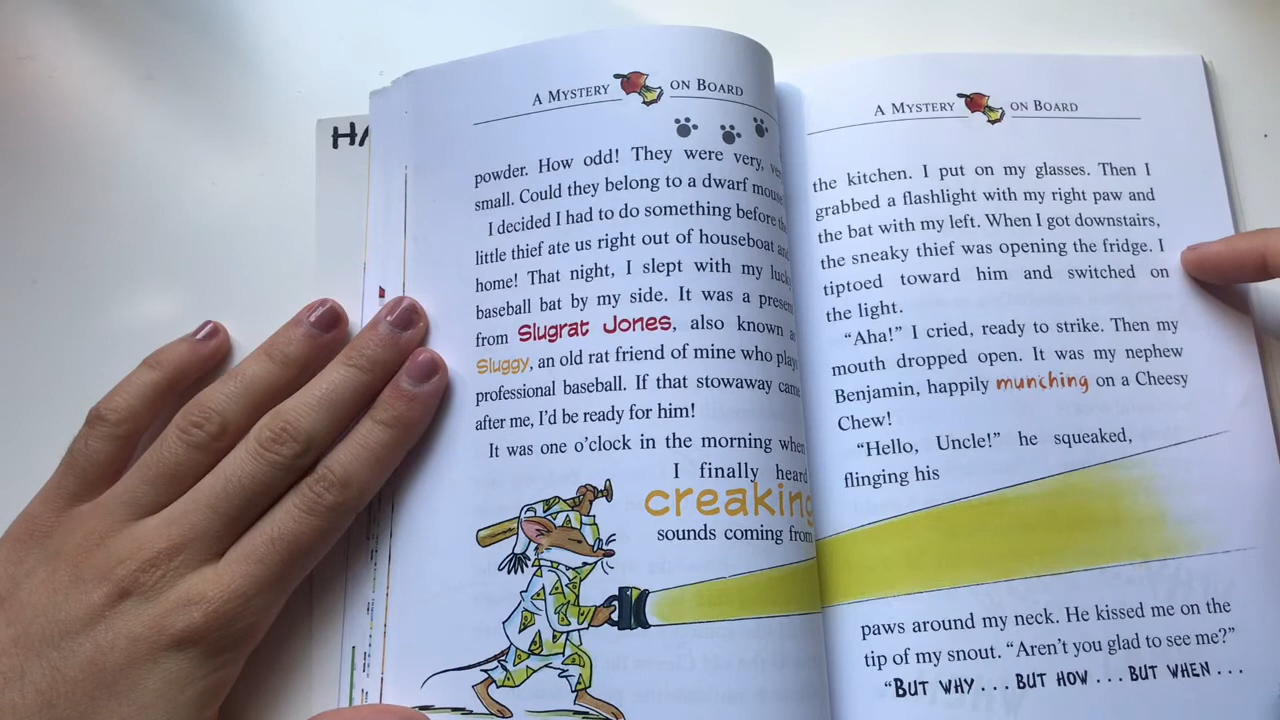 HA
A MYSTERY ON BOARD
powder. How odd! They were very,
small. Could they belong to a dwarf mouse
I decided I had to do something before the
little thief ate us right out of houseboat and
home! That night, I slept with my lucky
baseball bat by my side. It was a present
from Slugrat Jones, also known as
Sluggy, an old rat friend of mine who plays
professional baseball. If that stowaway came
after me, I'd be ready for him!
It was one o'clock in the morning when
I finally heard
creaking
sounds coming from
A MYSTERY ON BOARD
the kitchen. I put on my glasses. Then I
grabbed a flashlight with my right paw and
the bat with my left. When I got downstairs,
the sneaky thief was opening the fridge. I
tiptoed toward him and switched on
the light.
“Aha!” I cried, ready to strike. Then my
mouth dropped open. It was my nephew
Benjamin, happily munching on a Cheesy
Chew!
“Hello, Uncle!” he squeaked,
flinging his
paws around my neck. He kissed me on the
tip of my snout. “Aren't you glad to see me?”
“BUT WHY . . . BUT HOW . . . BUT WHEN . . .